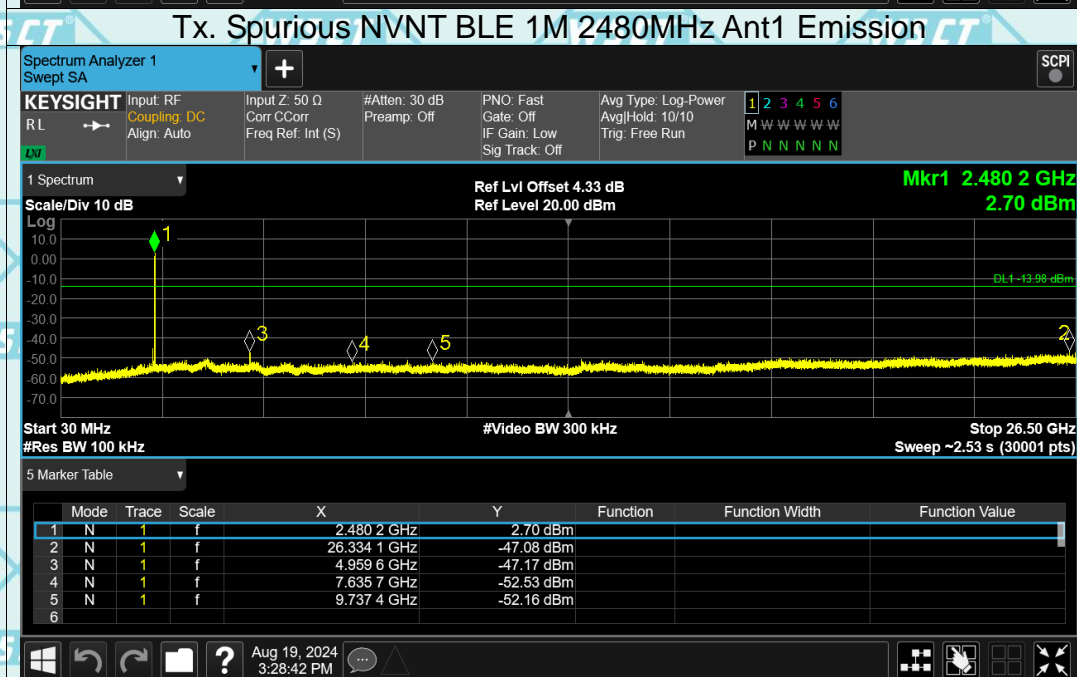 Tx. Spurious NVNT BLE 1M 2480MHz Ant1 Emission
Spectrum Analyzer 1
Swept SA
+
SCPI
KEYSIGHT
R L
LXI
Input: RF
Coupling: DC
Align: Auto
Input Z: 50 Ω
Corr CCorr
Freq Ref: Int (S)
#Atten: 30 dB
Preamp: Off
PNO: Fast
Gate: Off
IF Gain: Low
Sig Track: Off
Avg Type: Log-Power
Avg|Hold: 10/10
Trig: Free Run
1 2 3 4 5 6
M W W W W W
P N N N N N
1 Spectrum
Scale/Div 10 dB
Ref Lvl Offset 4.33 dB
Ref Level 20.00 dBm
Mkr1 2.480 2 GHz
2.70 dBm
Log
10.0
0.00
-10.0
-20.0
-30.0
-40.0
-50.0
-60.0
-70.0
1
DL1 -13.98 dBm
3
4
5
2
Start 30 MHz
#Res BW 100 kHz
#Video BW 300 kHz
Stop 26.50 GHz
Sweep ~2.53 s (30001 pts)
5 Marker Table
Mode Trace Scale X Y Function Function Width Function Value
1 N 1 f 2.480 2 GHz 2.70 dBm
2 N 1 f 26.334 1 GHz -47.08 dBm
3 N 1 f 4.959 6 GHz -47.17 dBm
4 N 1 f 7.635 7 GHz -52.53 dBm
5 N 1 f 9.737 4 GHz -52.16 dBm
6
?
Aug 19, 2024
3:28:42 PM